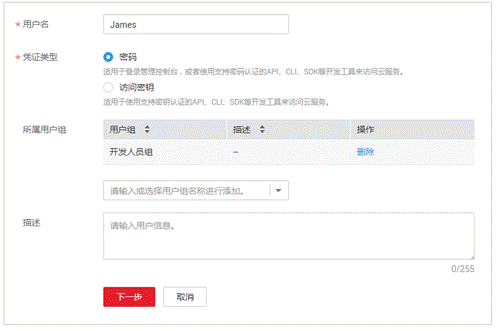 * 用户名 James
* 凭证类型 密码
适用于登录管理控制台，或者使用支持密码认证的API、CLI、SDK等开发工具来访问云服务。
访问密钥
适用于使用支持密钥认证的API、CLI、SDK等开发工具来访问云服务。
所属用户组 用户组 描述 操作
开发人员组 -- 删除
请输入或选择用户组名称进行添加。
描述 请输入用户信息。
0/255
下一步 取消